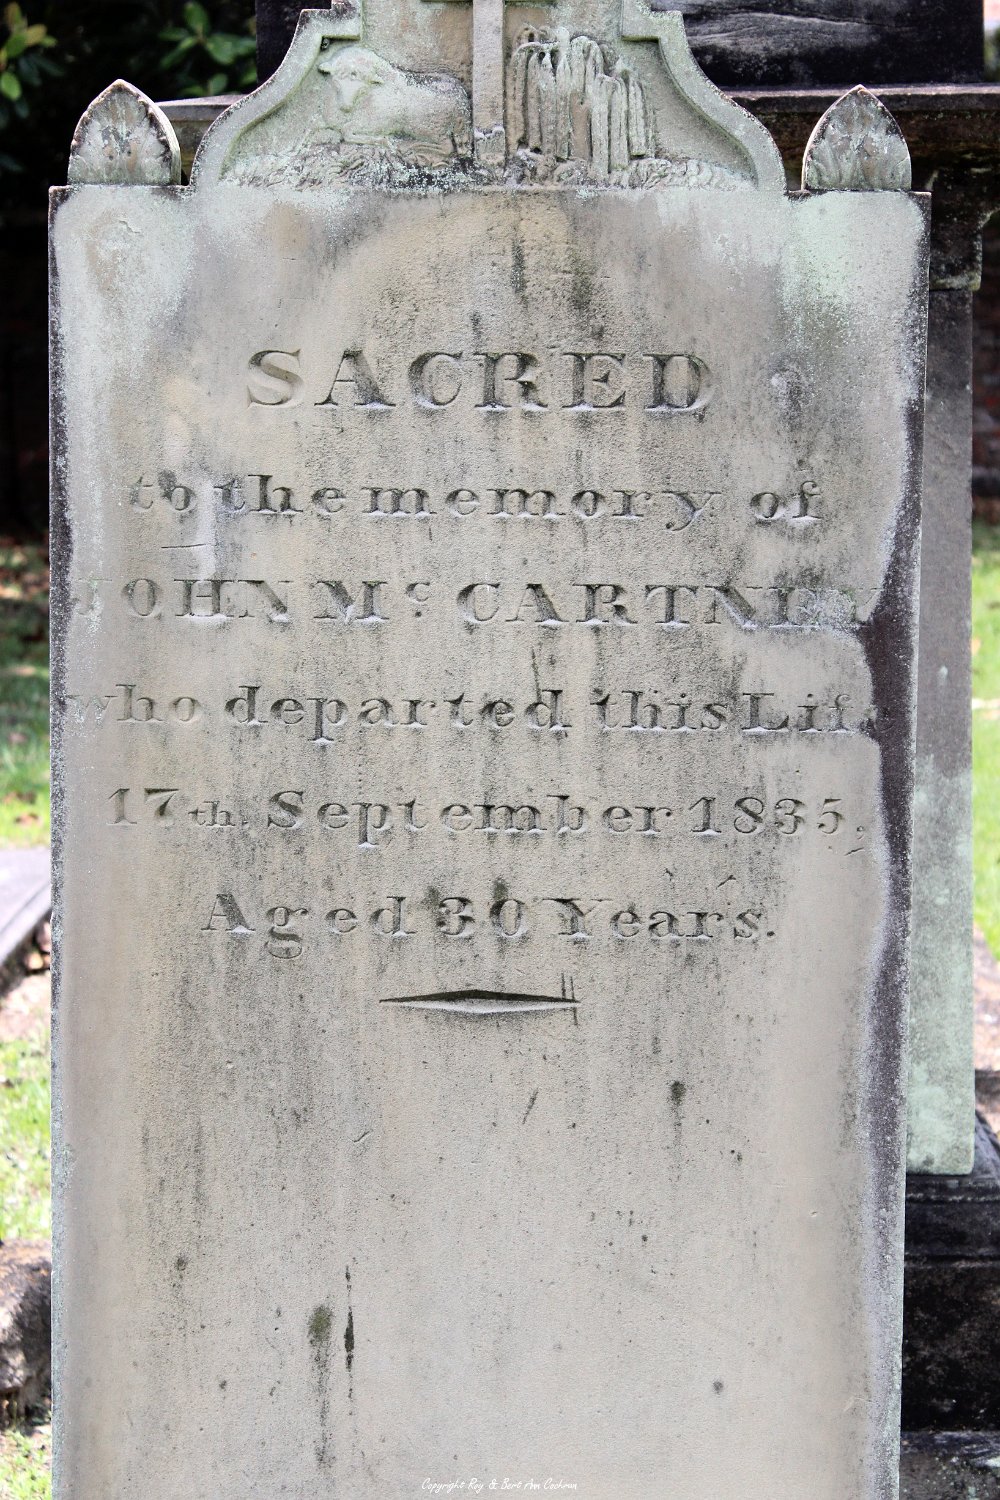 SACRED
to the memory of
JOHN Mc CARTNEY
who departed this Life
17th September 1835,
Aged 30 Years.
Copyright Roy & Bert Ann Cochran